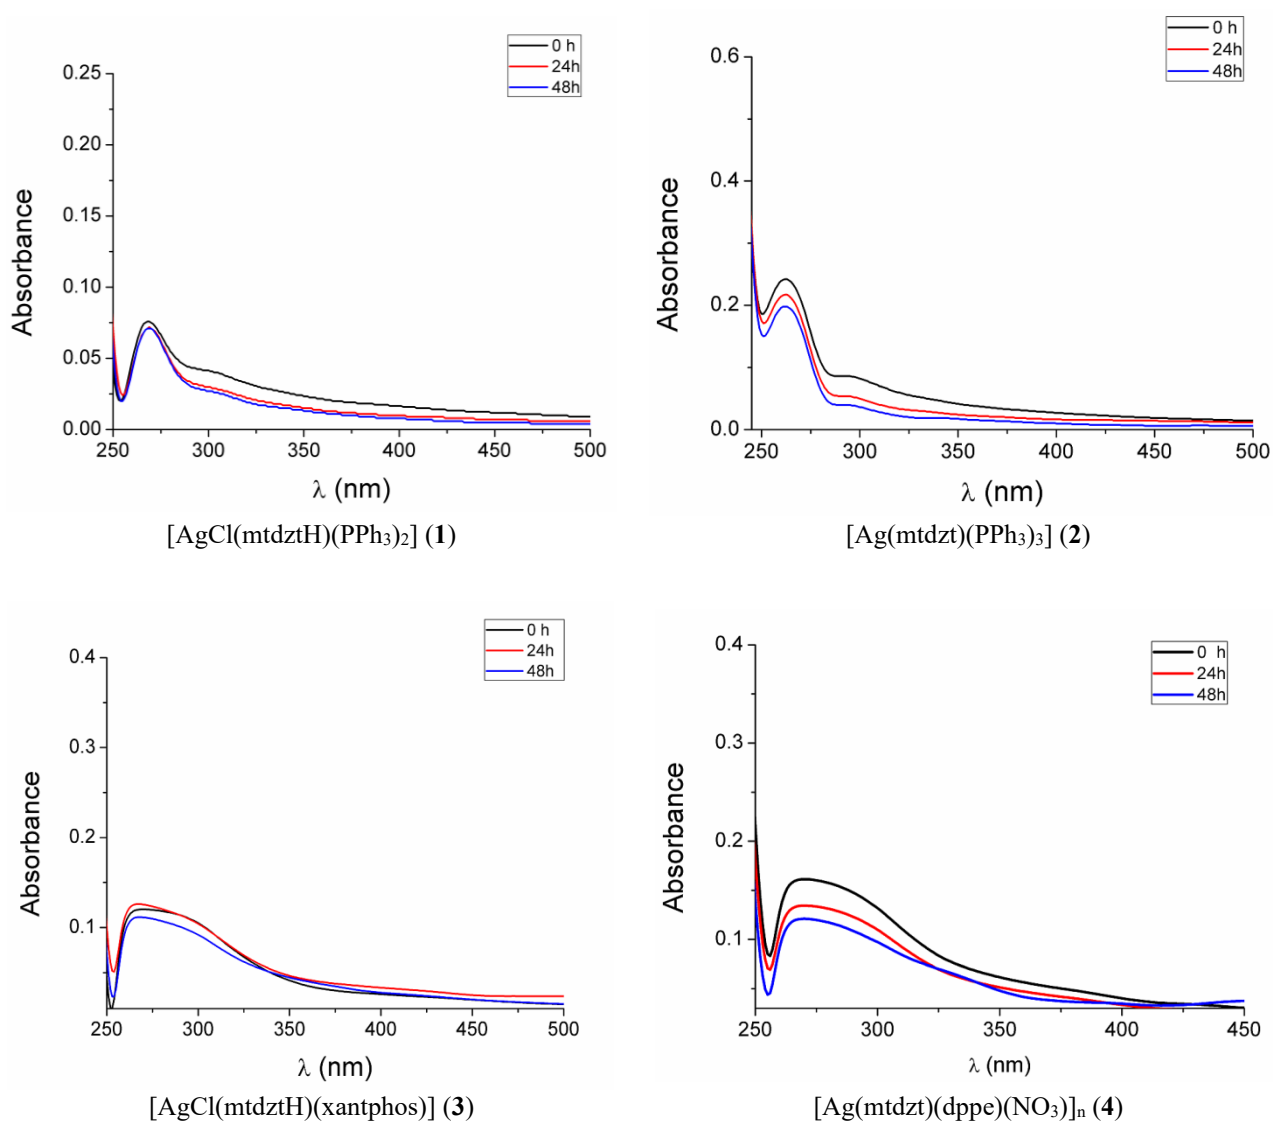 0 h
24h
48h
0.25
0.20
0.15
0.10
0.05
0.00
Absorbance
250 300 350 400 450 500
λ (nm)
[AgCl(mtdztH)(PPh₃)₂] (1)
0 h
24h
48h
0.6
0.4
0.2
0.0
Absorbance
250 300 350 400 450 500
λ (nm)
[Ag(mtdzt)(PPh₃)₃] (2)
0 h
24h
48h
0.4
0.3
0.2
0.1
Absorbance
250 300 350 400 450 500
λ (nm)
[AgCl(mtdztH)(xantphos)] (3)
0 h
24h
48h
0.4
0.3
0.2
0.1
Absorbance
250 300 350 400 450
λ (nm)
[Ag(mtdzt)(dppe)(NO₃)]ₙ (4)